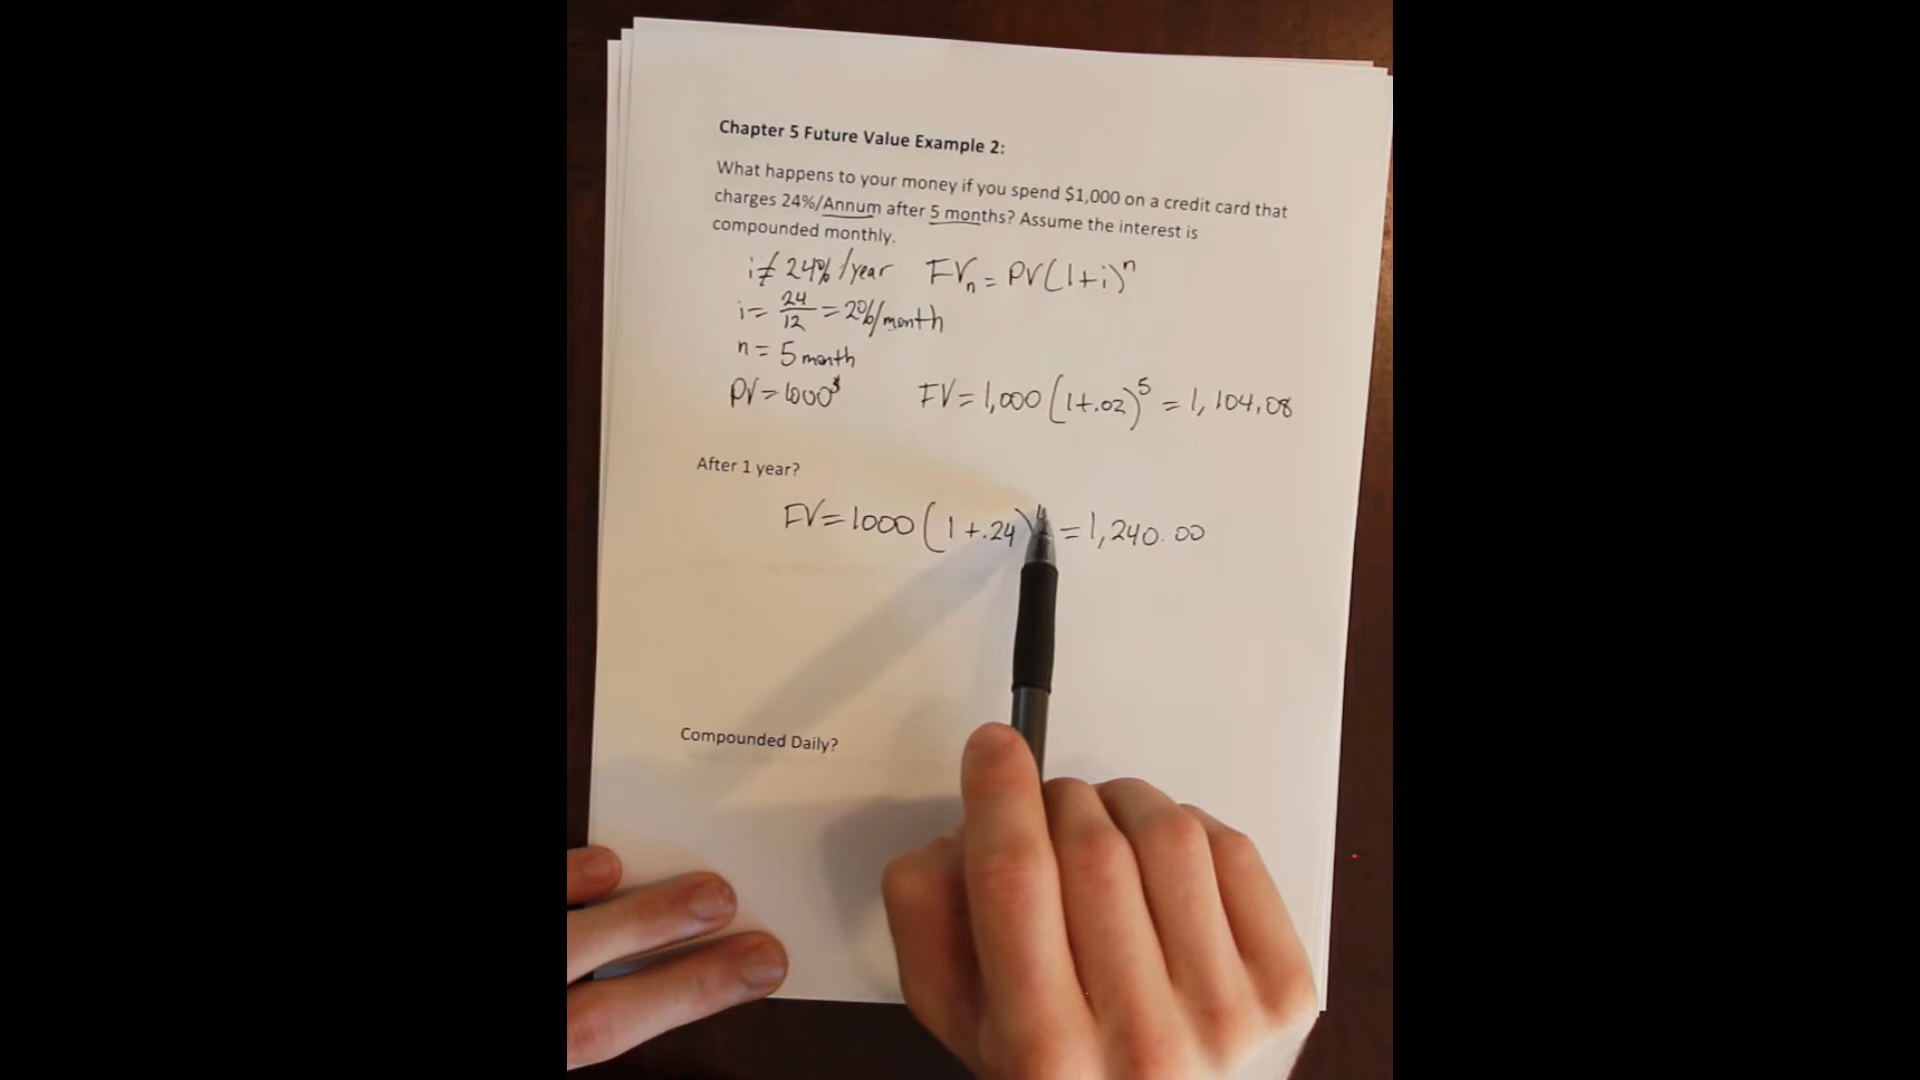 Chapter 5 Future Value Example 2:
What happens to your money if you spend $1,000 on a credit card that
charges 24%/Annum after 5 months? Assume the interest is
compounded monthly.
i ≠ 24% /year FVn = PV(1+i)^n
i = 24/12 = 2%/month
n = 5 month
PV = 1000$ FV = 1,000 (1+.02)^5 = 1,104.08
After 1 year?
FV = 1000 (1 + .24) = 1,240.00
Compounded Daily?